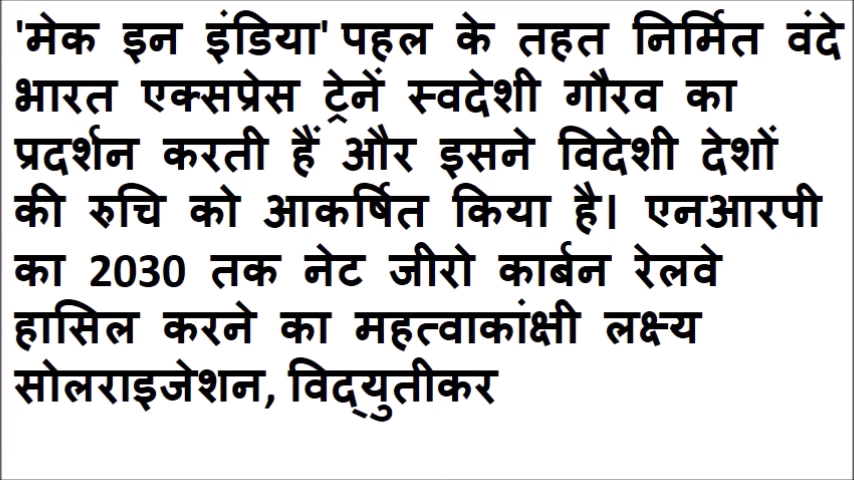 'मेक इन इंडिया' पहल के तहत निर्मित वंदे
भारत एक्सप्रेस ट्रेनें स्वदेशी गौरव का
प्रदर्शन करती हैं और इसने विदेशी देशों
की रुचि को आकर्षित किया है। एनआरपी
का 2030 तक नेट जीरो कार्बन रेलवे
हासिल करने का महत्वाकांक्षी लक्ष्य
सोलराइजेशन, विद्युतीकर